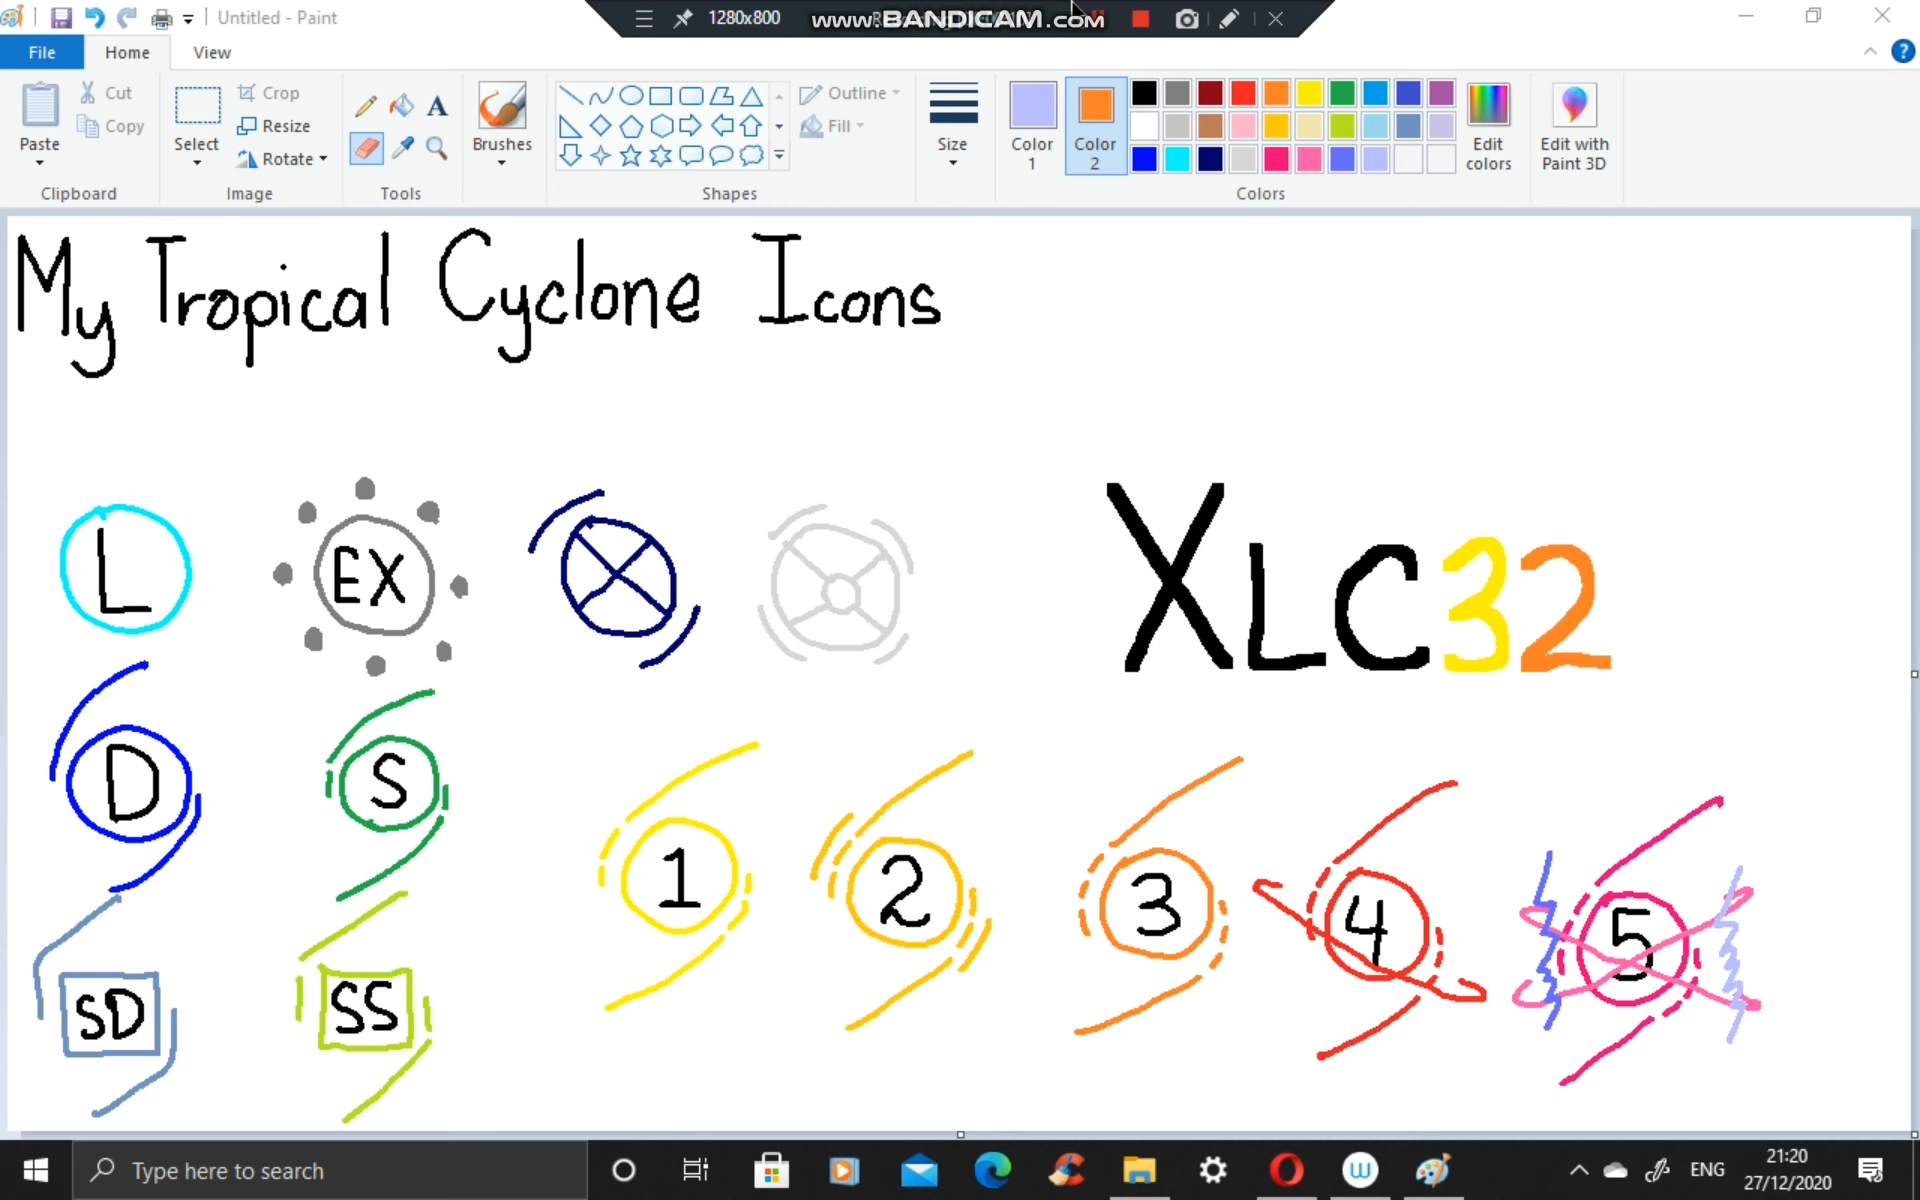 Untitled - Paint
1280x800
www.BANDICAM.com
File
Home
View
Paste
Cut
Copy
Clipboard
Select
Crop
Resize
Rotate
Image
Tools
Brushes
Outline
Fill
Shapes
Size
Color 1
Color 2
Colors
Edit colors
Edit with Paint 3D
My Tropical Cyclone Icons
L
EX
XLC32
D
S
1
2
3
4
5
SD
SS
Type here to search
ENG
21:20
27/12/2020